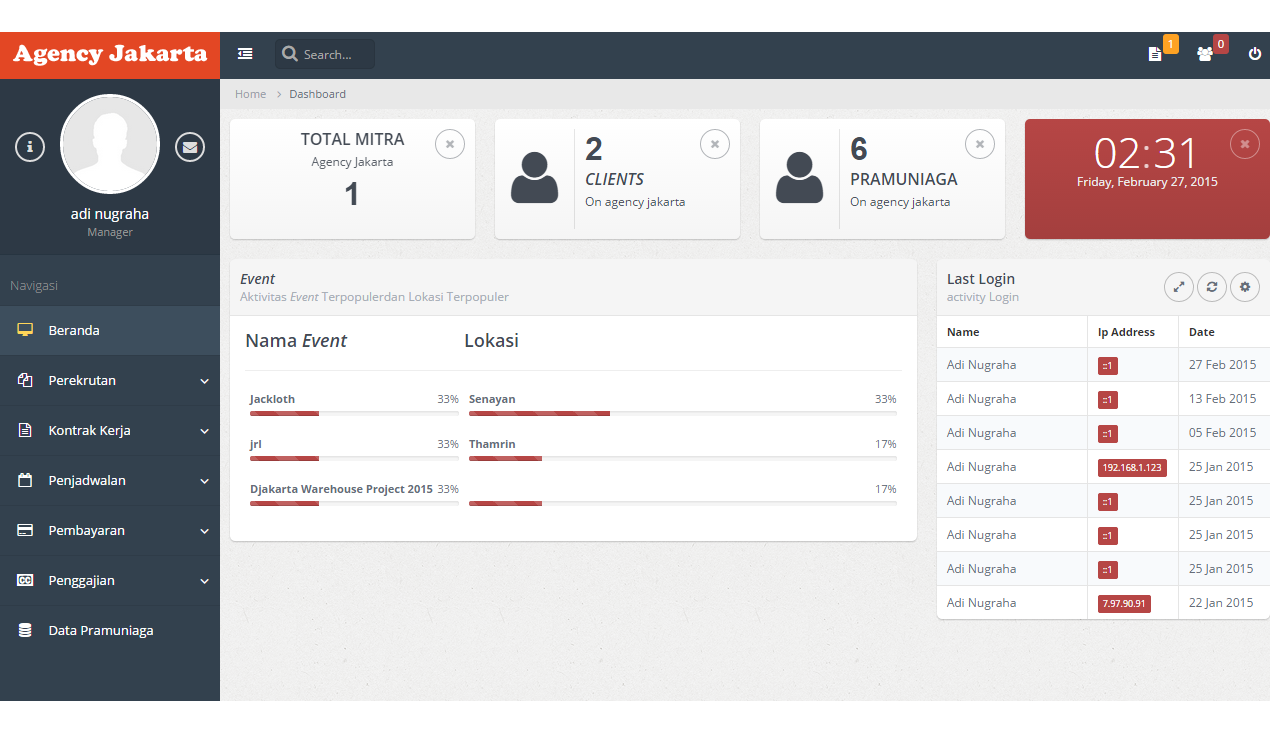 Agency Jakarta
Search...
1
0
adi nugraha
Manager
Navigasi
Beranda
Perekrutan
Kontrak Kerja
Penjadwalan
Pembayaran
Penggajian
Data Pramuniaga
Home > Dashboard
TOTAL MITRA
Agency Jakarta
1
2
CLIENTS
On agency jakarta
6
PRAMUNIAGA
On agency jakarta
02:31
Friday, February 27, 2015
Event
Aktivitas Event Terpopulerdan Lokasi Terpopuler
Nama Event Lokasi
Jackloth 33% Senayan 33%
jrl 33% Thamrin 17%
Djakarta Warehouse Project 2015 33% 17%
Last Login
activity Login
Name Ip Address Date
Adi Nugraha ::1 27 Feb 2015
Adi Nugraha ::1 13 Feb 2015
Adi Nugraha ::1 05 Feb 2015
Adi Nugraha 192.168.1.123 25 Jan 2015
Adi Nugraha ::1 25 Jan 2015
Adi Nugraha ::1 25 Jan 2015
Adi Nugraha ::1 25 Jan 2015
Adi Nugraha 7.97.90.91 22 Jan 2015